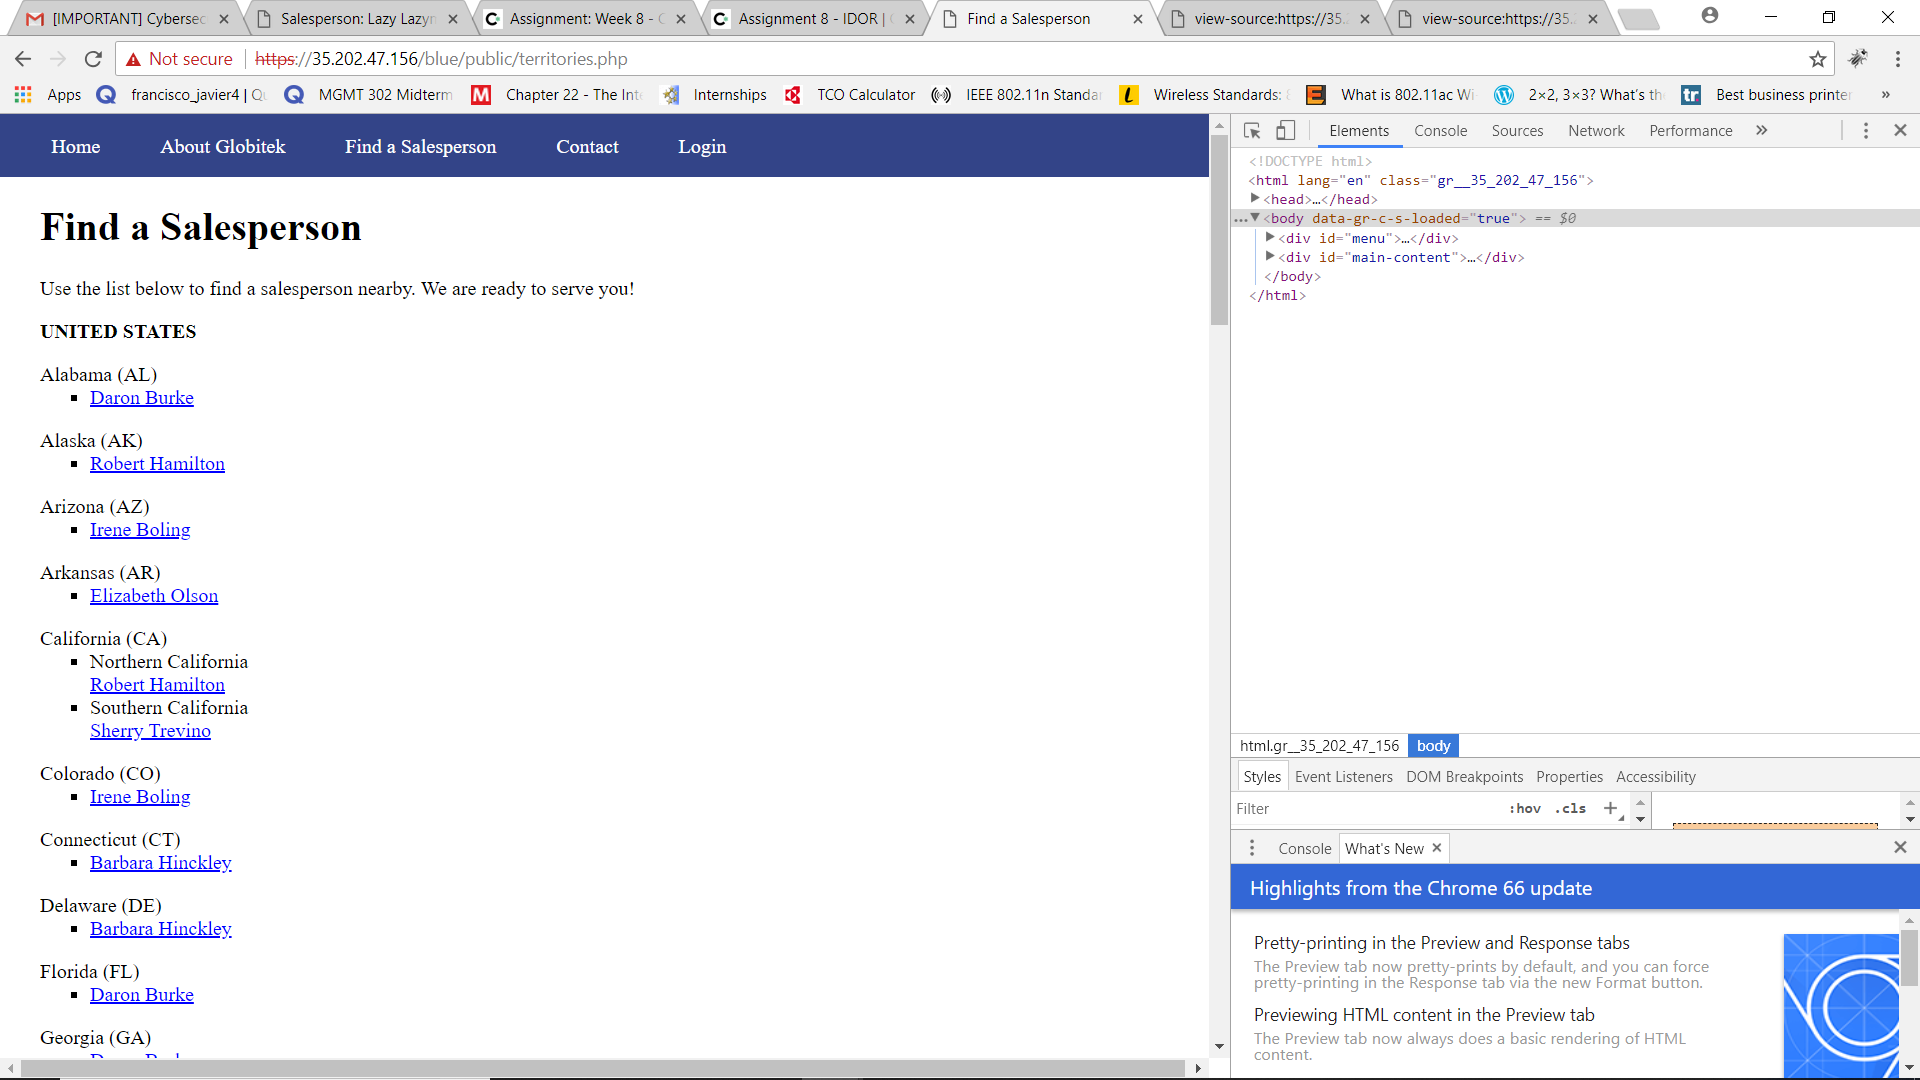 [IMPORTANT] Cybersec
Salesperson: Lazy Lazyn
Assignment: Week 8 - C
Assignment 8 - IDOR |
Find a Salesperson
view-source:https://35.
view-source:https://35.
Not secure https://35.202.47.156/blue/public/territories.php
Apps
francisco_javier4 | Qu
MGMT 302 Midterm
Chapter 22 - The Int
Internships
TCO Calculator
IEEE 802.11n Standar
Wireless Standards:
What is 802.11ac Wi-
2×2, 3×3? What's the
Best business printer
»
Home
About Globitek
Find a Salesperson
Contact
Login
Find a Salesperson
Use the list below to find a salesperson nearby. We are ready to serve you!
UNITED STATES
Alabama (AL)
Daron Burke
Alaska (AK)
Robert Hamilton
Arizona (AZ)
Irene Boling
Arkansas (AR)
Elizabeth Olson
California (CA)
Northern California
Robert Hamilton
Southern California
Sherry Trevino
Colorado (CO)
Irene Boling
Connecticut (CT)
Barbara Hinckley
Delaware (DE)
Barbara Hinckley
Florida (FL)
Daron Burke
Georgia (GA)
Elements Console Sources Network Performance »
<!DOCTYPE html>
<html lang="en" class="gr__35_202_47_156">
<head>…</head>
<body data-gr-c-s-loaded="true"> == $0
<div id="menu">…</div>
<div id="main-content">…</div>
</body>
</html>
html.gr__35_202_47_156 body
Styles Event Listeners DOM Breakpoints Properties Accessibility
Filter :hov .cls +
Console What's New
Highlights from the Chrome 66 update
Pretty-printing in the Preview and Response tabs
The Preview tab now pretty-prints by default, and you can force
pretty-printing in the Response tab via the new Format button.
Previewing HTML content in the Preview tab
The Preview tab now always does a basic rendering of HTML
content.